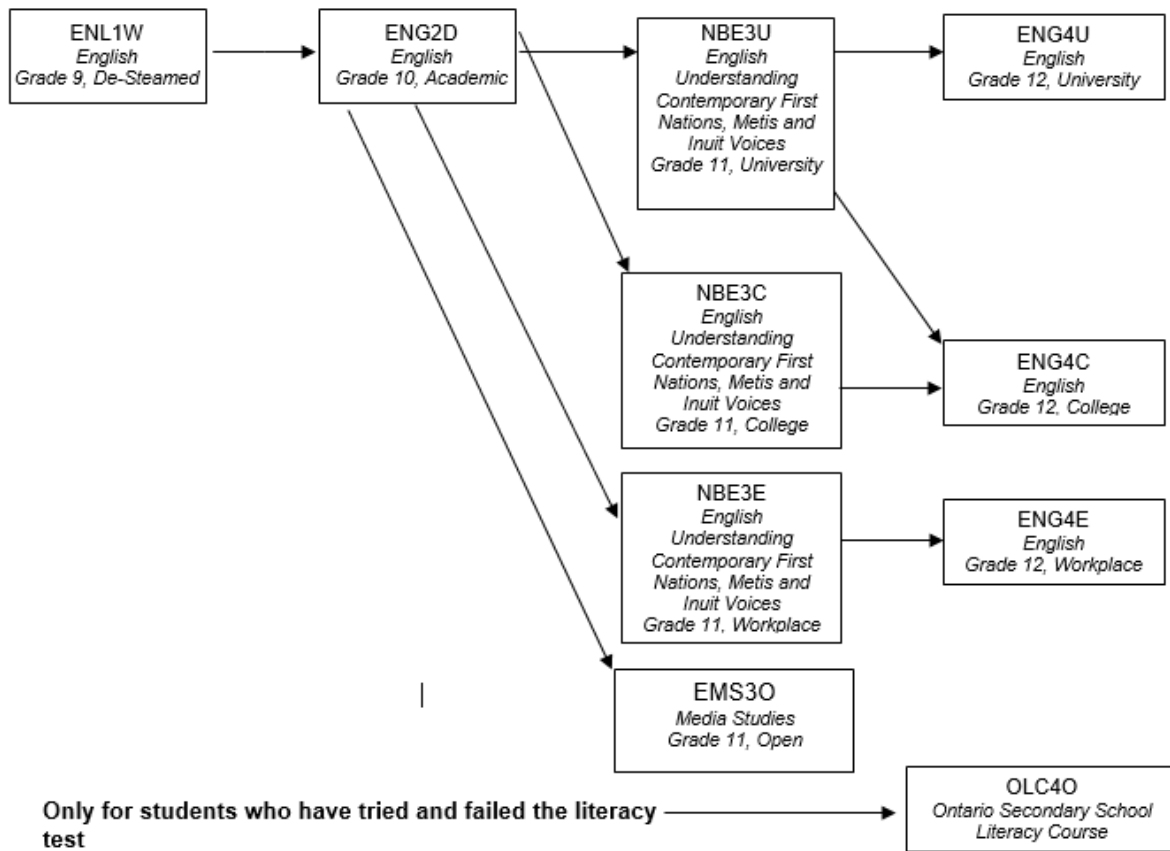 ENL1W
English
Grade 9, De-Steamed
ENG2D
English
Grade 10, Academic
NBE3U
English
Understanding
Contemporary First
Nations, Metis and
Inuit Voices
Grade 11, University
ENG4U
English
Grade 12, University
NBE3C
English
Understanding
Contemporary First
Nations, Metis and
Inuit Voices
Grade 11, College
ENG4C
English
Grade 12, College
NBE3E
English
Understanding
Contemporary First
Nations, Metis and
Inuit Voices
Grade 11, Workplace
ENG4E
English
Grade 12, Workplace
EMS3O
Media Studies
Grade 11, Open
Only for students who have tried and failed the literacy
test
OLC4O
Ontario Secondary School
Literacy Course